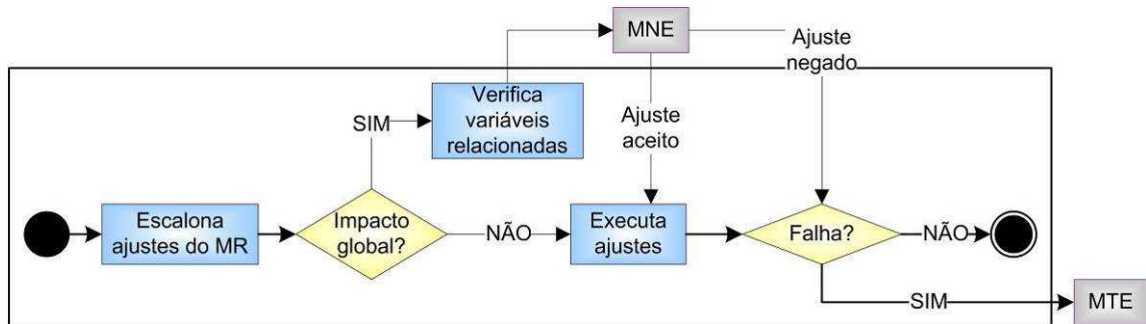 MNE
Ajuste
negado
Verifica
variáveis
relacionadas
SIM
Ajuste
aceito
Escalona
ajustes do MR
Impacto
global?
NÃO
Executa
ajustes
Falha?
NÃO
SIM
MTE